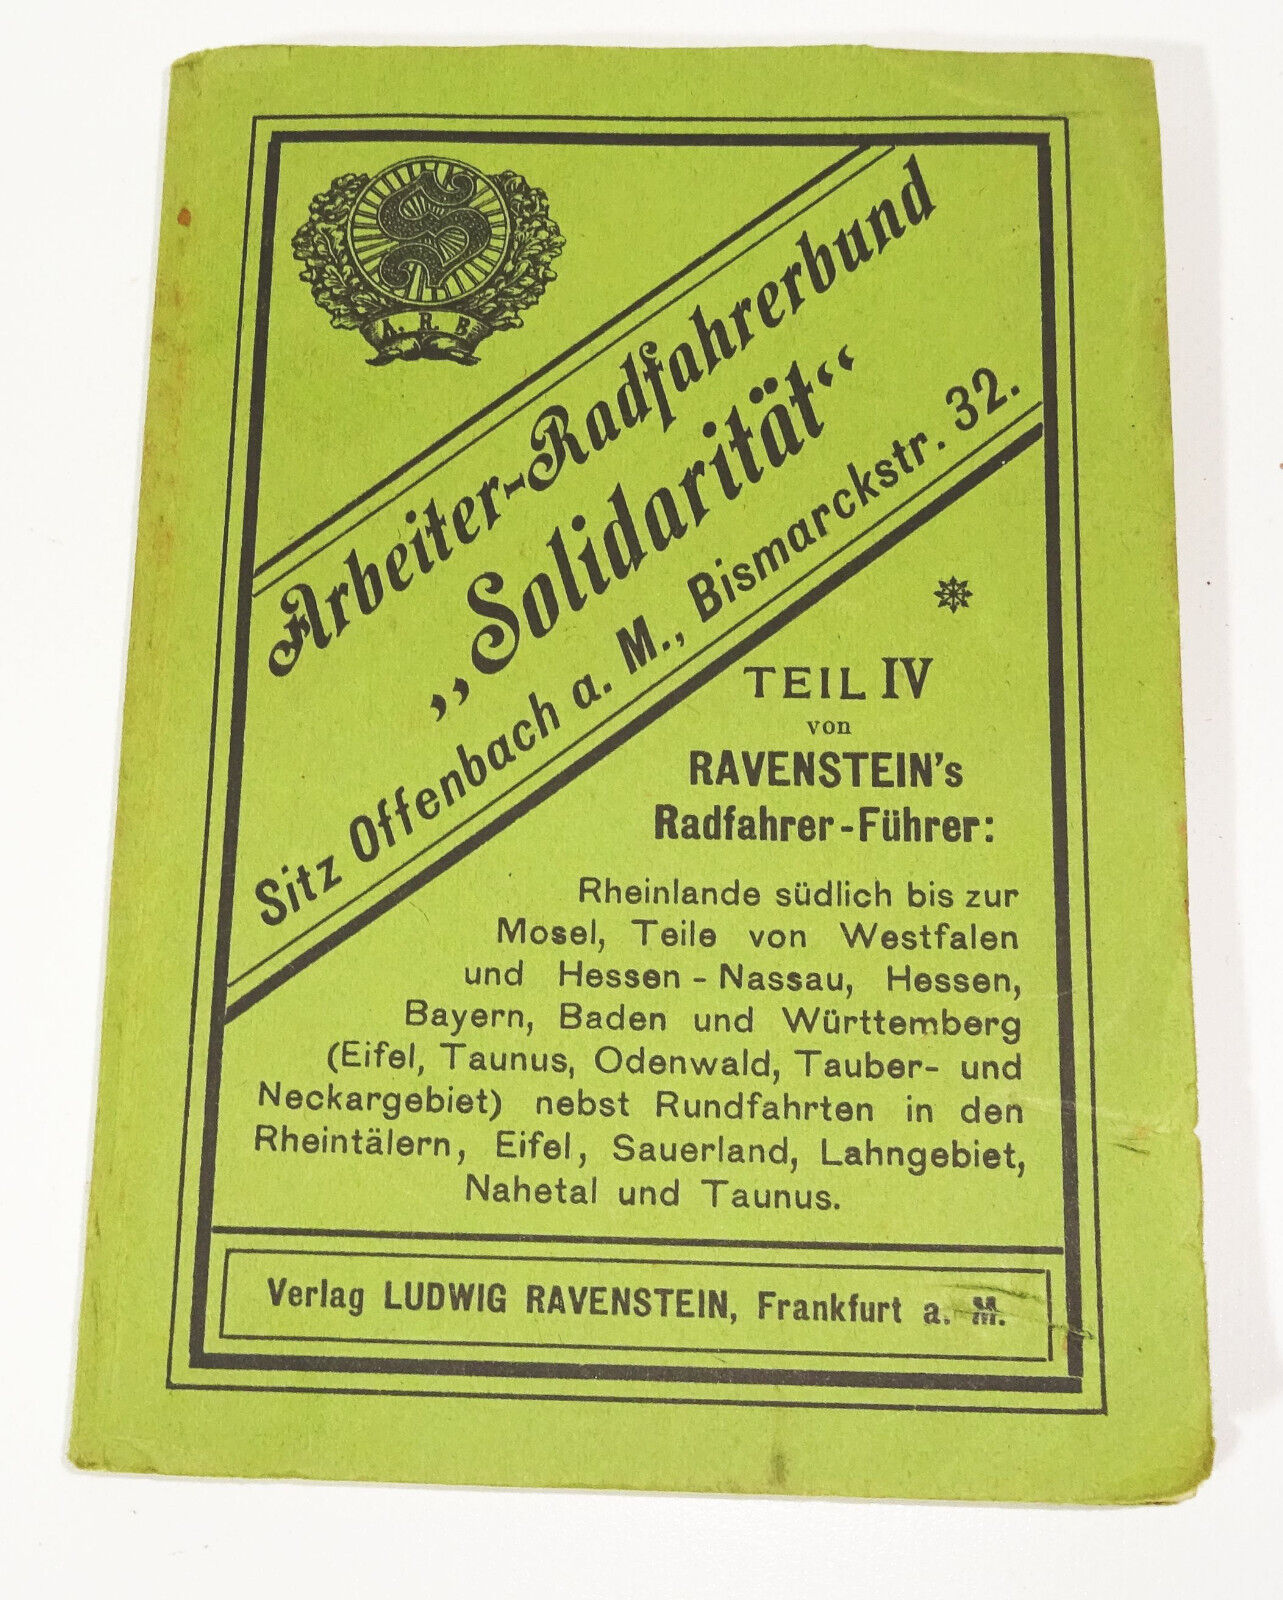 S
A. R. B.
Arbeiter-Radfahrerbund
„Solidarität“
Sitz Offenbach a. M., Bismarckstr. 32.
TEIL IV
von
RAVENSTEIN's
Radfahrer-Führer:
Rheinlande südlich bis zur
Mosel, Teile von Westfalen
und Hessen-Nassau, Hessen,
Bayern, Baden und Württemberg
(Eifel, Taunus, Odenwald, Tauber- und
Neckargebiet) nebst Rundfahrten in den
Rheintälern, Eifel, Sauerland, Lahngebiet,
Nahetal und Taunus.
Verlag LUDWIG RAVENSTEIN, Frankfurt a. M.